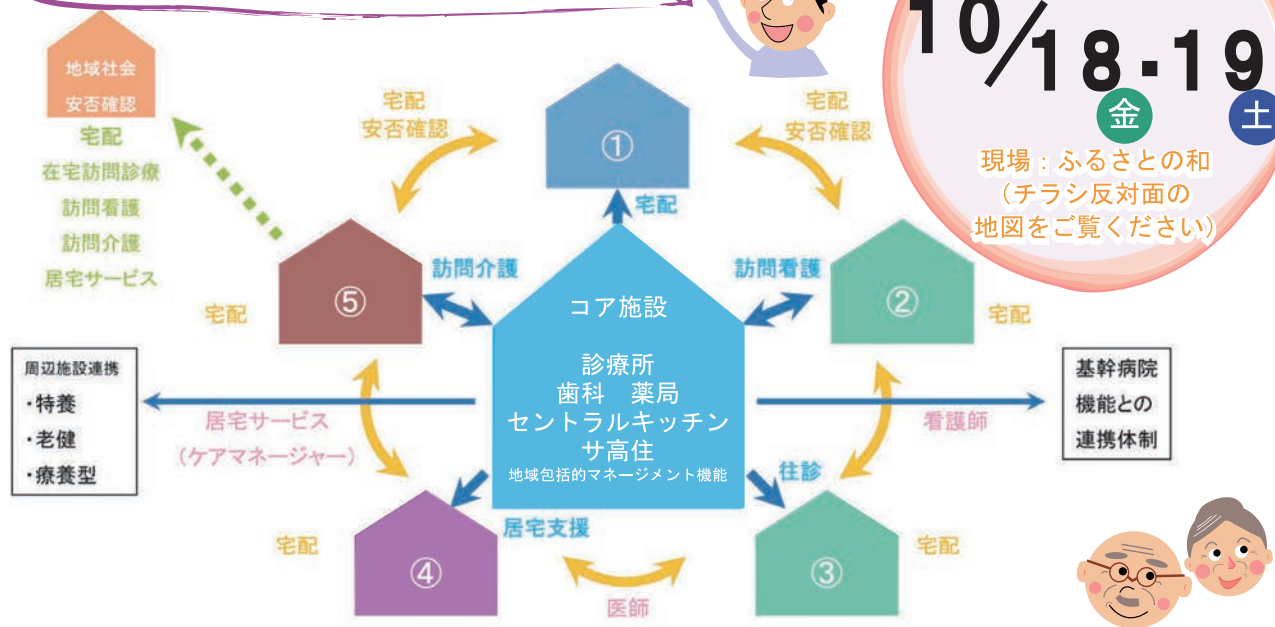 10/18・19
金
土
現場：ふるさとの和
（チラシ反対面の
地図をご覧ください）
地域社会
安否確認
宅配
在宅訪問診療
訪問看護
訪問介護
居宅サービス
宅配
安否確認
①
宅配
安否確認
宅配
⑤
訪問介護
訪問看護
②
宅配
宅配
コア施設
診療所
歯科　薬局
セントラルキッチン
サ高住
地域包括的マネージメント機能
周辺施設連携
・特養
・老健
・療養型
居宅サービス
（ケアマネージャー）
看護師
基幹病院
機能との
連携体制
往診
居宅支援
宅配
④
医師
③
宅配